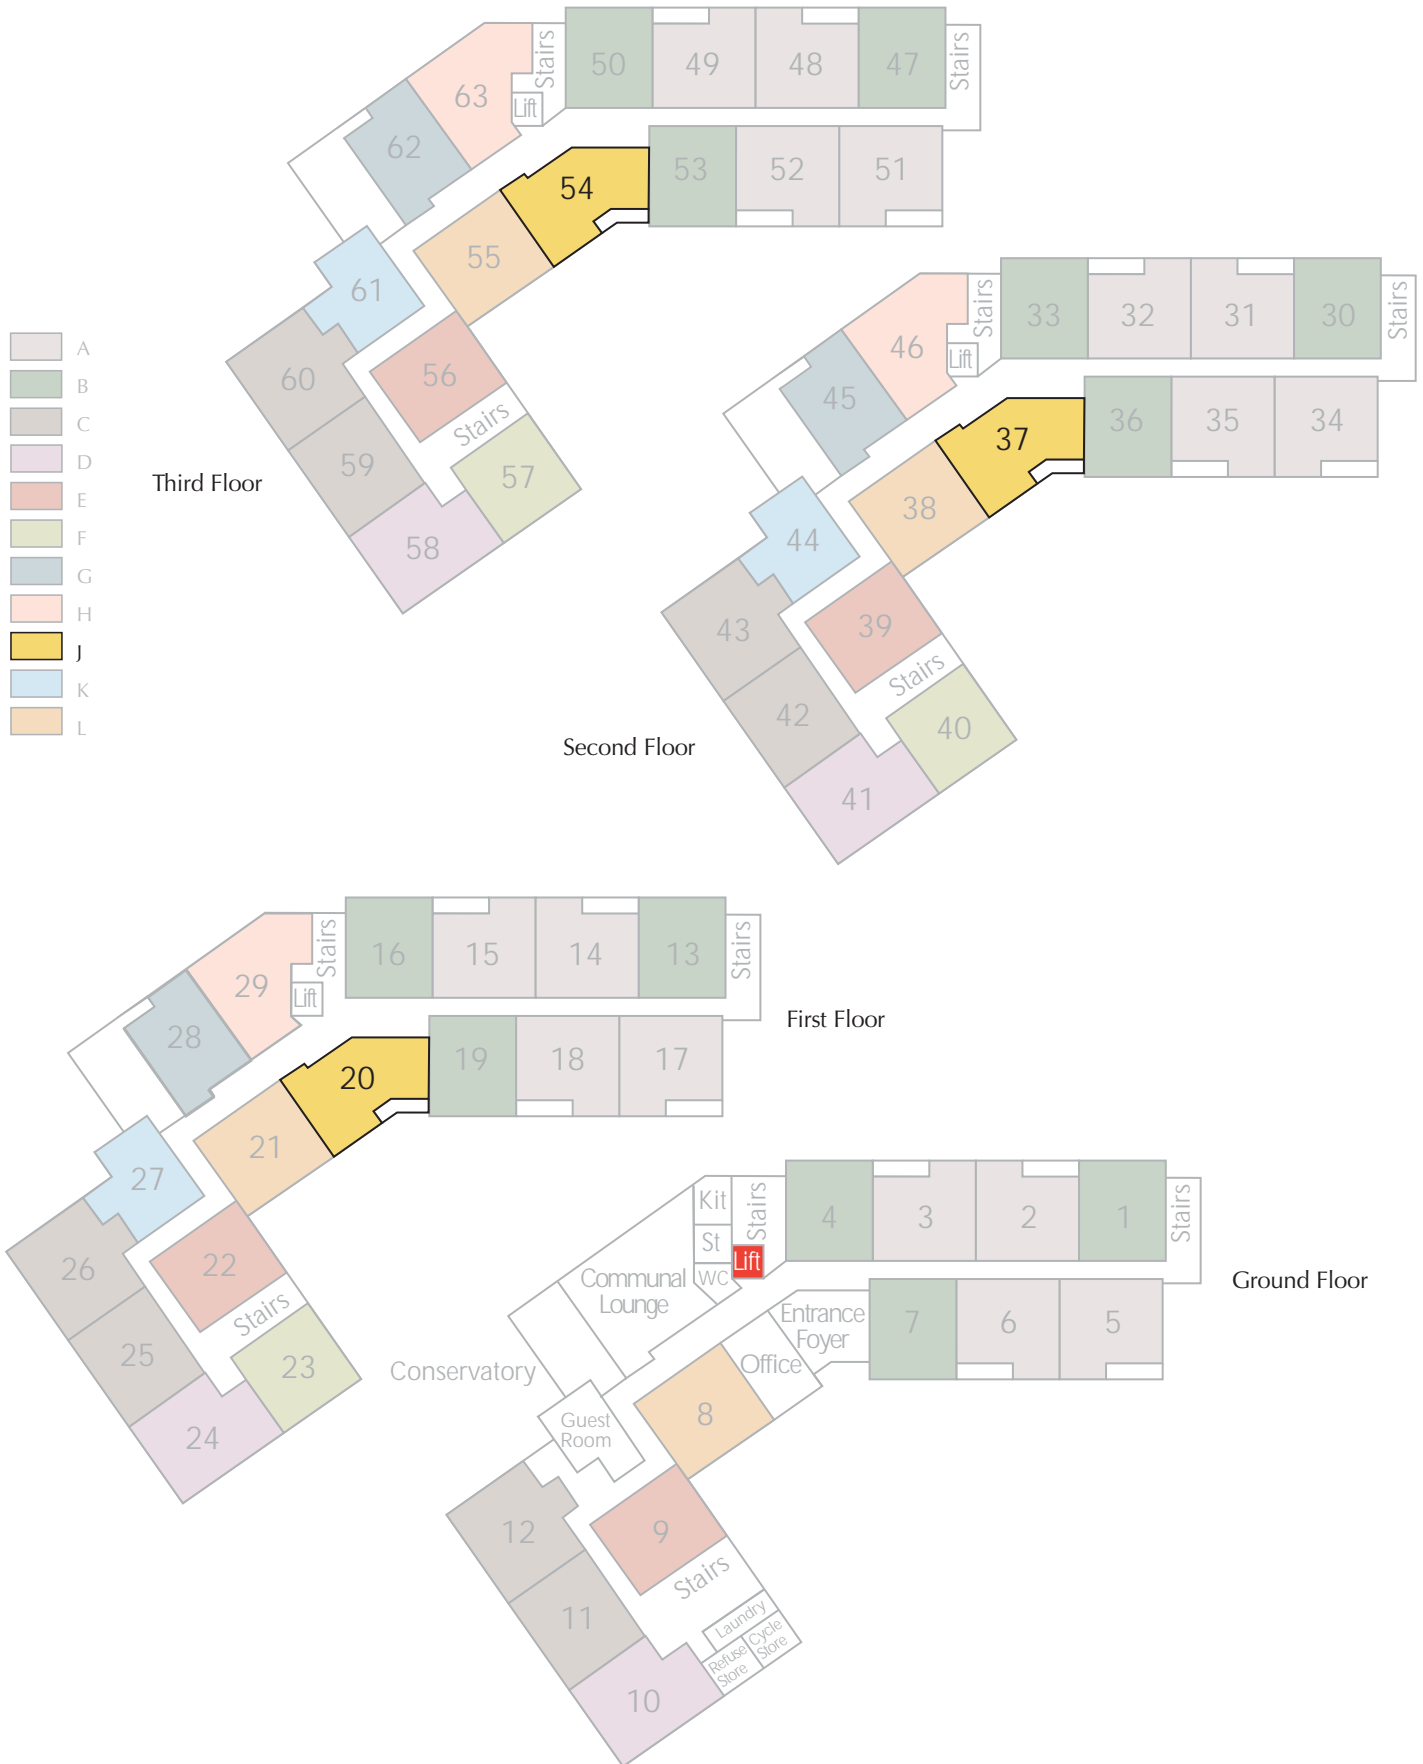 50
49
48
47
Stairs
Stairs
63
Lift
62
54
53
52
51
55
61
60
56
Stairs
59
57
58
Third Floor
A
B
C
D
E
F
G
H
J
K
L
33
32
31
30
Stairs
Stairs
46
Lift
45
37
36
35
34
38
44
43
39
Stairs
42
40
41
Second Floor
16
15
14
13
Stairs
Stairs
29
Lift
28
First Floor
20
19
18
17
21
27
26
22
Stairs
25
23
24
Kit
Stairs
St
Lift
WC
4
3
2
1
Stairs
Communal
Lounge
Ground Floor
Entrance
Foyer
7
6
5
Office
Conservatory
8
Guest
Room
12
9
Stairs
11
Laundry
Cycle
Store
Refuse
Store
10